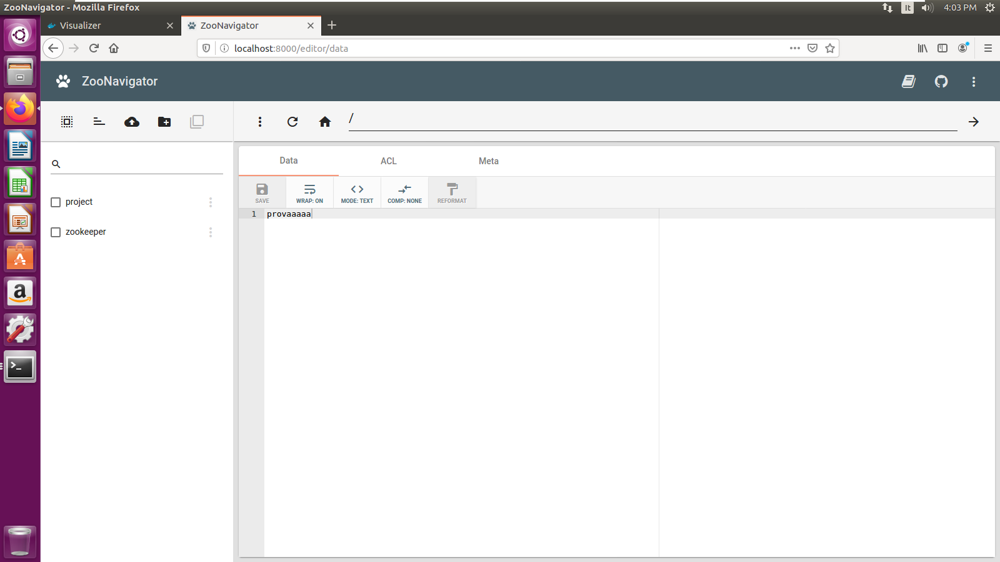 ZooNavigator - Mozilla Firefox
It
4:03 PM
Visualizer
ZooNavigator
localhost:8000/editor/data
ZooNavigator
/
Data
ACL
Meta
SAVE
WRAP: ON
MODE: TEXT
COMP: NONE
REFORMAT
project
zookeeper
1
provaaaaa